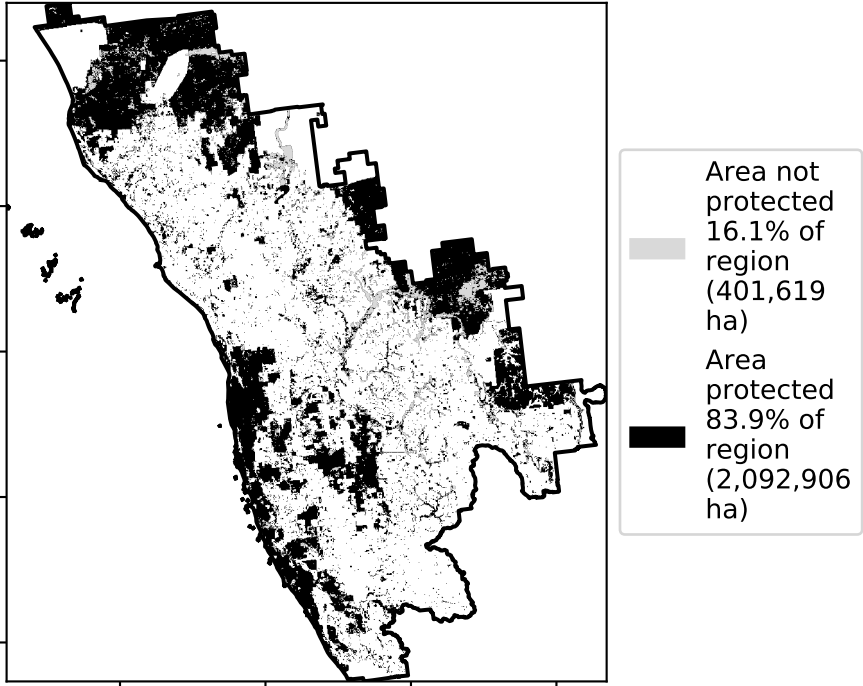 Area not
protected
16.1% of
region
(401,619
ha)
Area
protected
83.9% of
region
(2,092,906
ha)